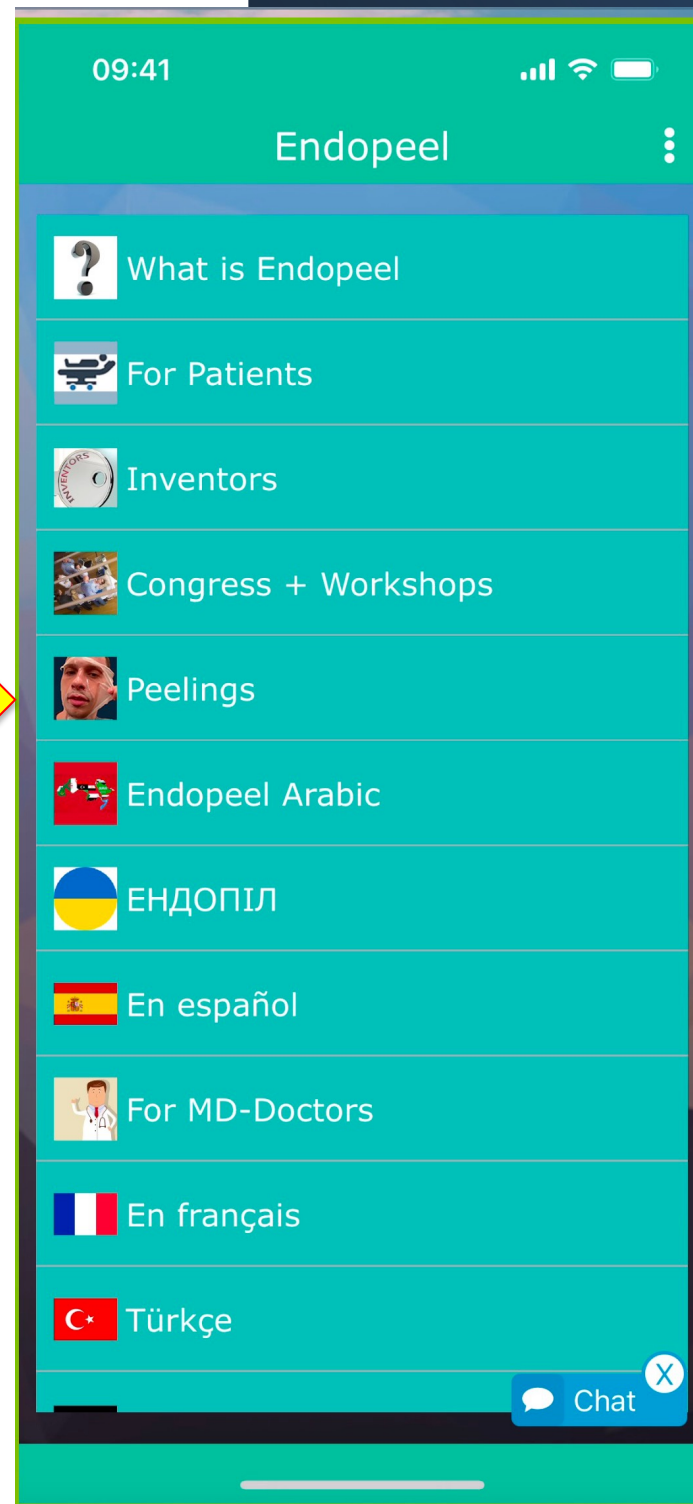 09:41
Endopeel
What is Endopeel
For Patients
INVENTORS
Inventors
Congress + Workshops
Peelings
Endopeel Arabic
ЕНДОПІЛ
En español
For MD-Doctors
En français
Türkçe
X
Chat